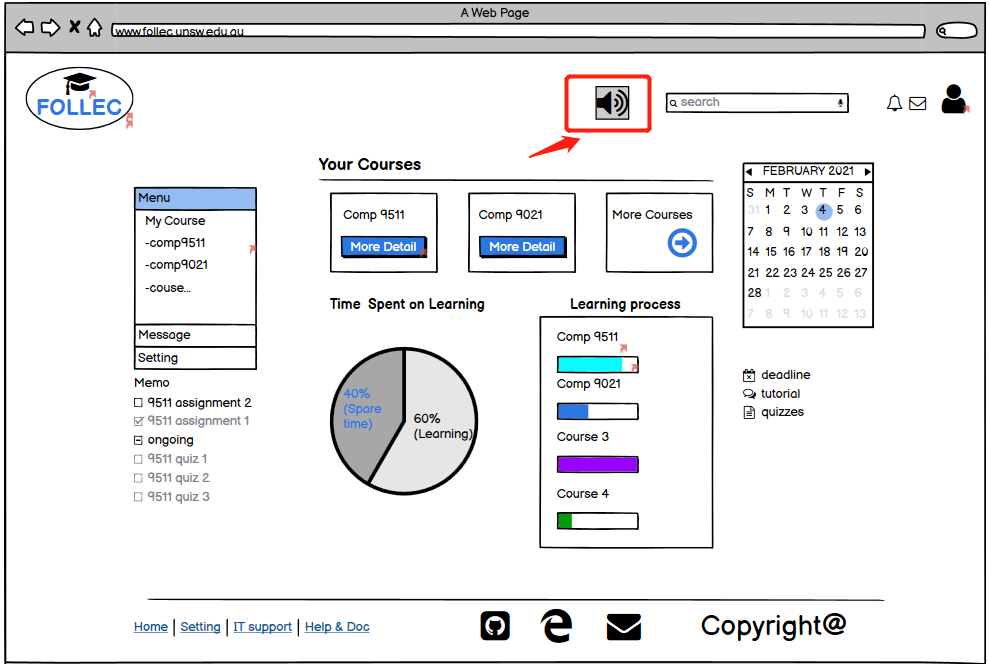 A Web Page
www.follec.unsw.edu.au
FOLLEC
search
Your Courses
Menu
My Course
-comp9511
-comp9021
-couse...
Message
Setting
Memo
9511 assignment 2
9511 assignment 1
ongoing
9511 quiz 1
9511 quiz 2
9511 quiz 3
Comp 9511
More Detail
Comp 9021
More Detail
More Courses
Time Spent on Learning
40%
(Spare
time)
60%
(Learning)
Learning process
Comp 9511
Comp 9021
Course 3
Course 4
FEBRUARY 2021
S M T W T F S
31 1 2 3 4 5 6
7 8 9 10 11 12 13
14 15 16 17 18 19 20
21 22 23 24 25 26 27
28 1 2 3 4 5 6
7 8 9 10 11 12 13
deadline
tutorial
quizzes
Home | Setting | IT support | Help & Doc
Copyright@